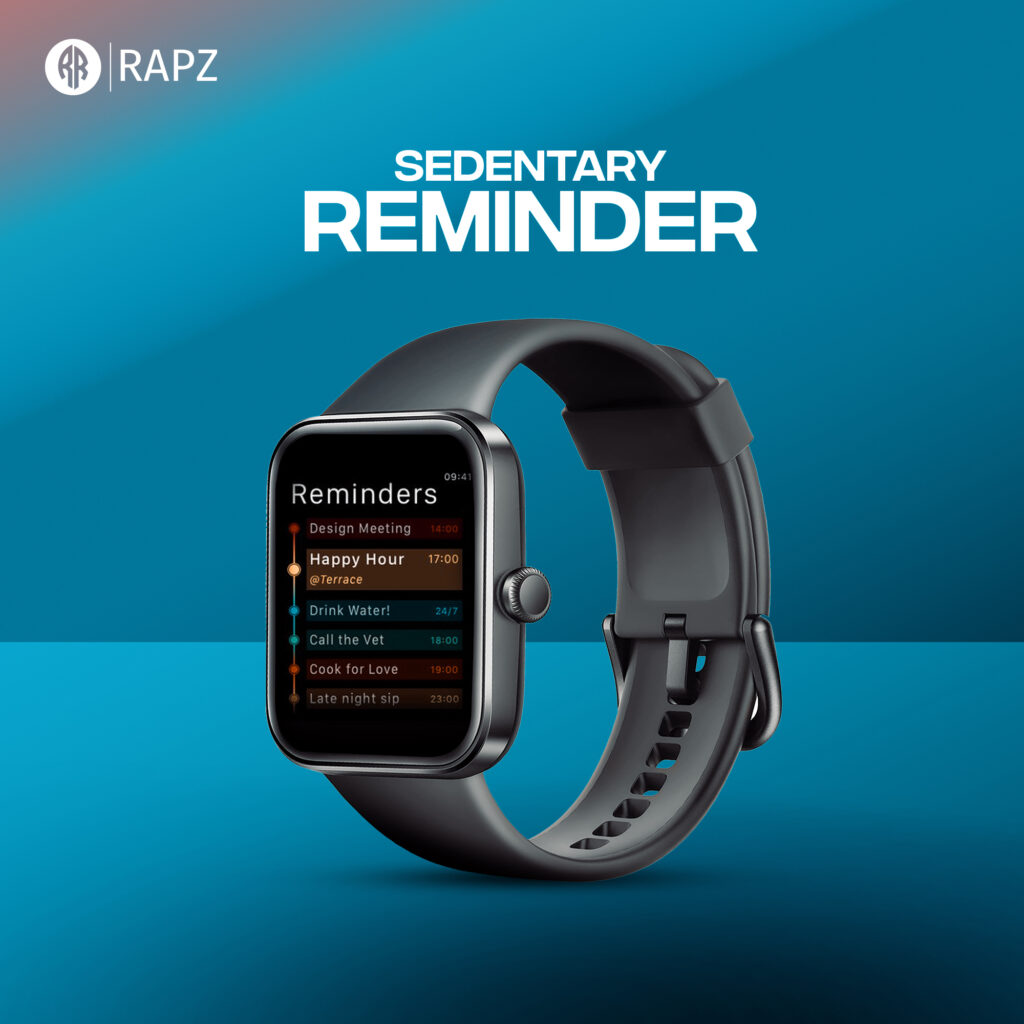 RAPZ
SEDENTARY
REMINDER
09:41
Reminders
Design Meeting 14:00
Happy Hour 17:00
@Terrace
Drink Water! 24/7
Call the Vet 18:00
Cook for Love 19:00
Late night sip 23:00